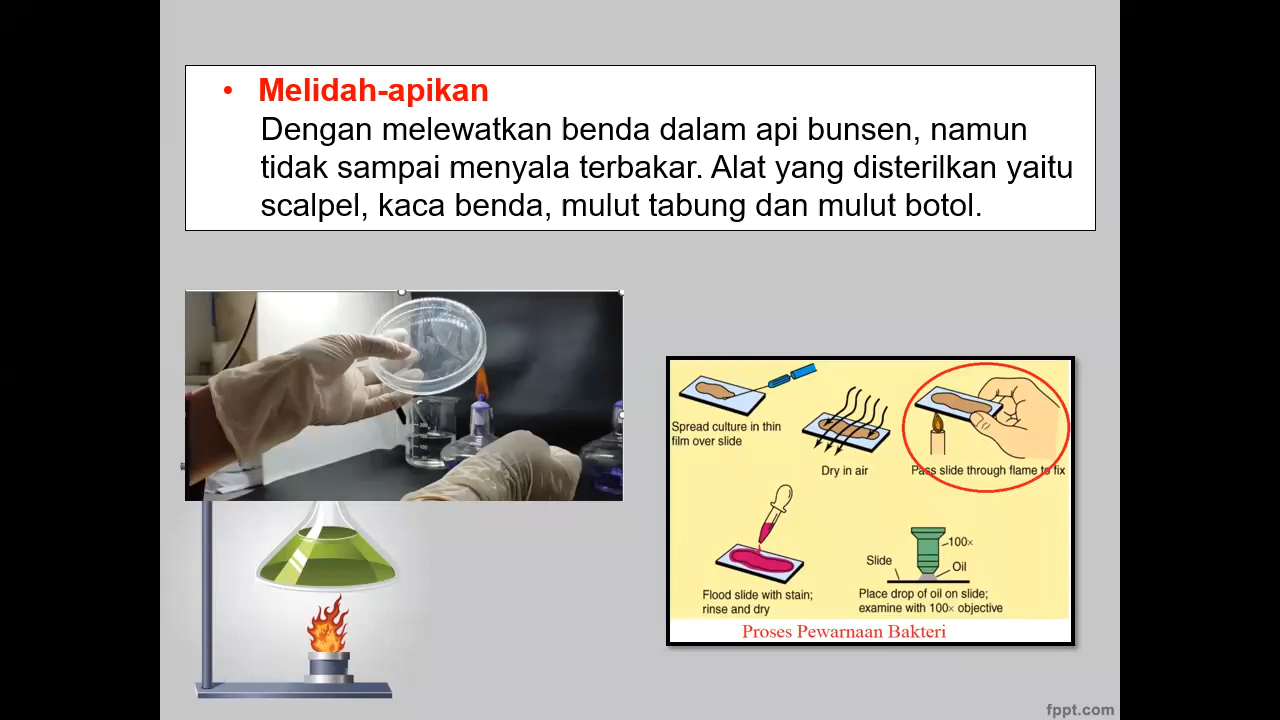 • Melidah-apikan
Dengan melewatkan benda dalam api bunsen, namun
tidak sampai menyala terbakar. Alat yang disterilkan yaitu
scalpel, kaca benda, mulut tabung dan mulut botol.
Spread culture in thin
film over slide
Dry in air
Pass slide through flame to fix
Flood slide with stain;
rinse and dry
Slide
100×
Oil
Place drop of oil on slide;
examine with 100× objective
Proses Pewarnaan Bakteri
fppt.com